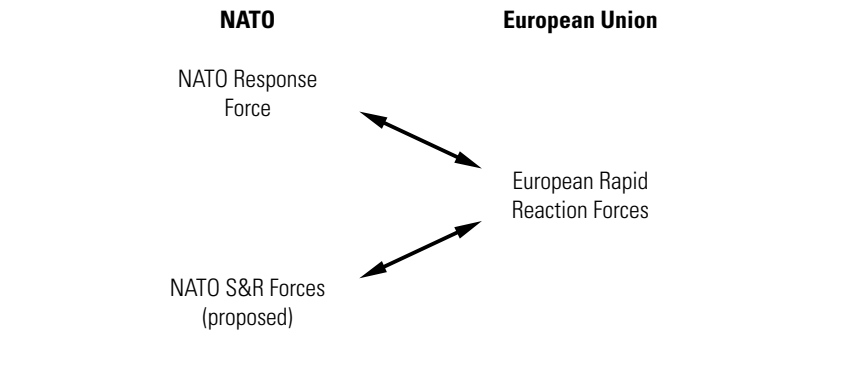 NATO
European Union
NATO Response
Force
European Rapid
Reaction Forces
NATO S&R Forces
(proposed)